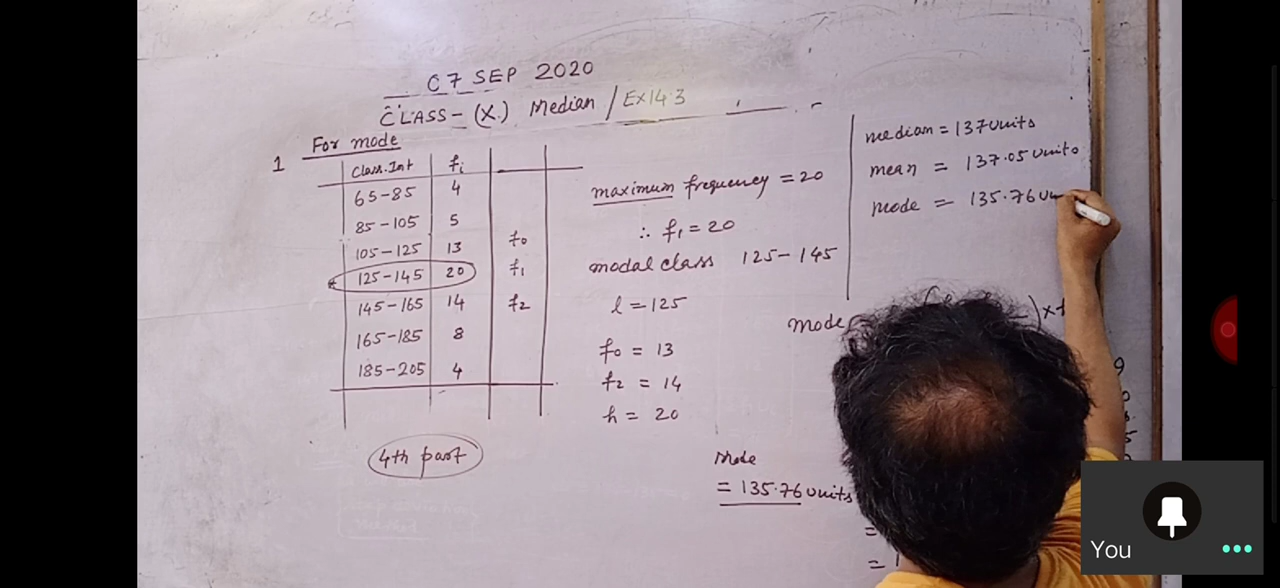 07 SEP 2020
CLASS-(X.) Median / Ex14.3
For mode
1
Class.Int fi
65-85 4
85-105 5
105-125 13 f0
125-145 20 f1
145-165 14 f2
165-185 8
185-205 4
4th part
maximum frequency = 20
∴ f1 = 20
modal class 125-145
l = 125
f0 = 13
f2 = 14
h = 20
Mode
= 135.76 units
median = 137 units
mean = 137.05 units
mode = 135.76
mode
You